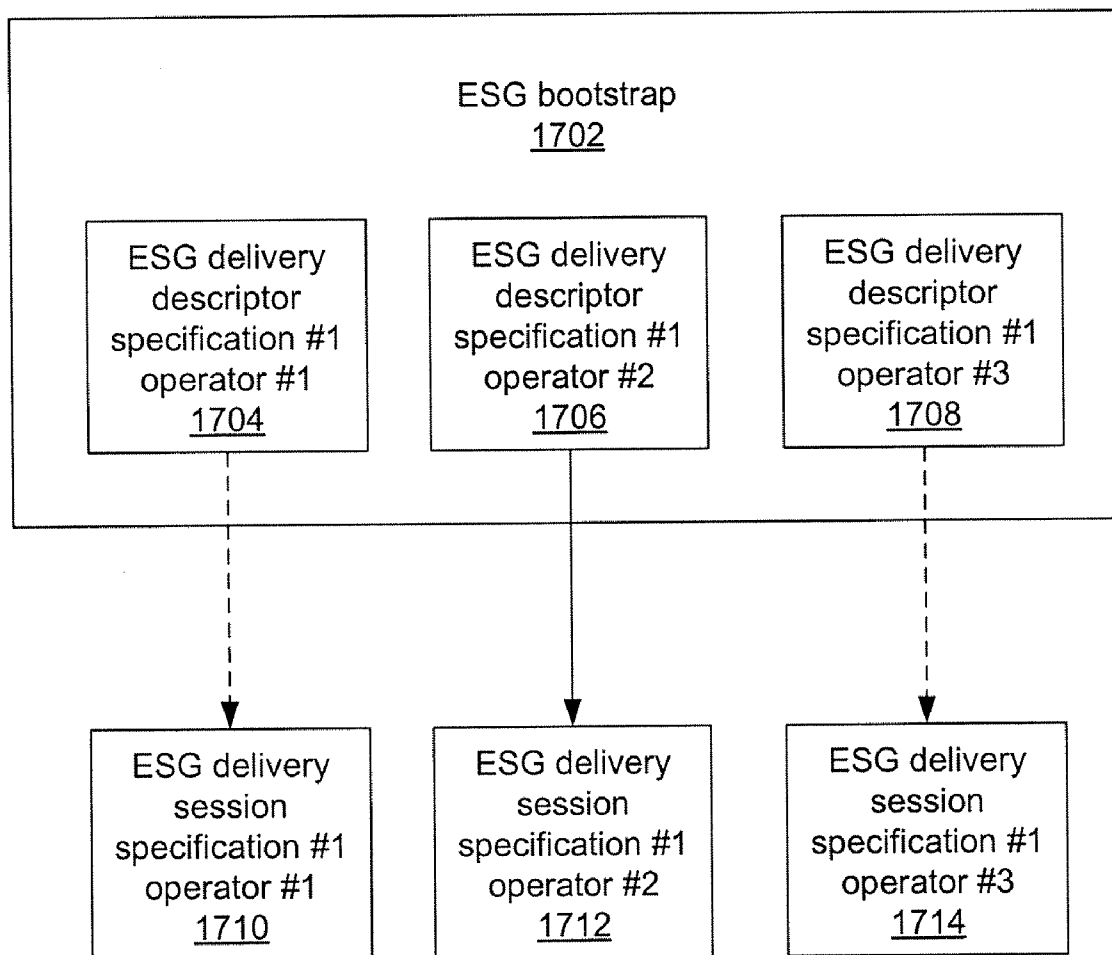 ESG bootstrap
1702
ESG delivery
descriptor
specification #1
operator #1
1704
ESG delivery
descriptor
specification #1
operator #2
1706
ESG delivery
descriptor
specification #1
operator #3
1708
ESG delivery
session
specification #1
operator #1
1710
ESG delivery
session
specification #1
operator #2
1712
ESG delivery
session
specification #1
operator #3
1714